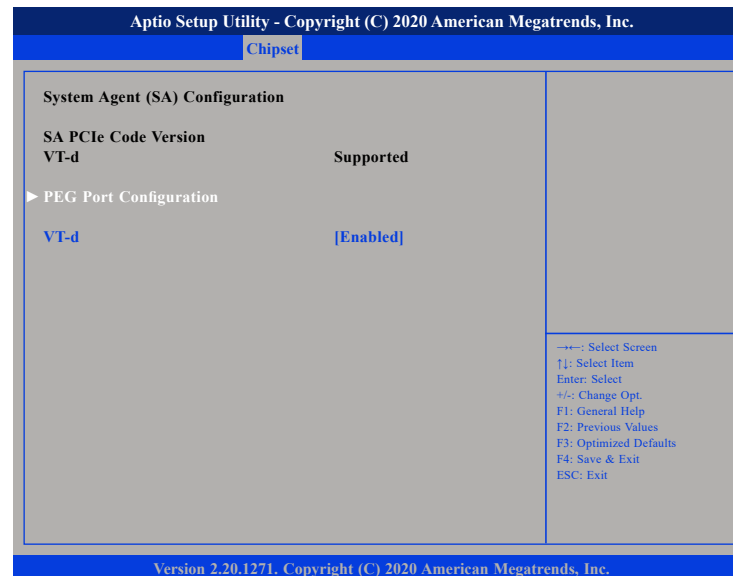 Aptio Setup Utility - Copyright (C) 2020 American Megatrends, Inc.
Chipset
System Agent (SA) Configuration
SA PCIe Code Version
VT-d Supported
► PEG Port Configuration
VT-d [Enabled]
→←: Select Screen
↑↓: Select Item
Enter: Select
+/-: Change Opt.
F1: General Help
F2: Previous Values
F3: Optimized Defaults
F4: Save & Exit
ESC: Exit
Version 2.20.1271. Copyright (C) 2020 American Megatrends, Inc.